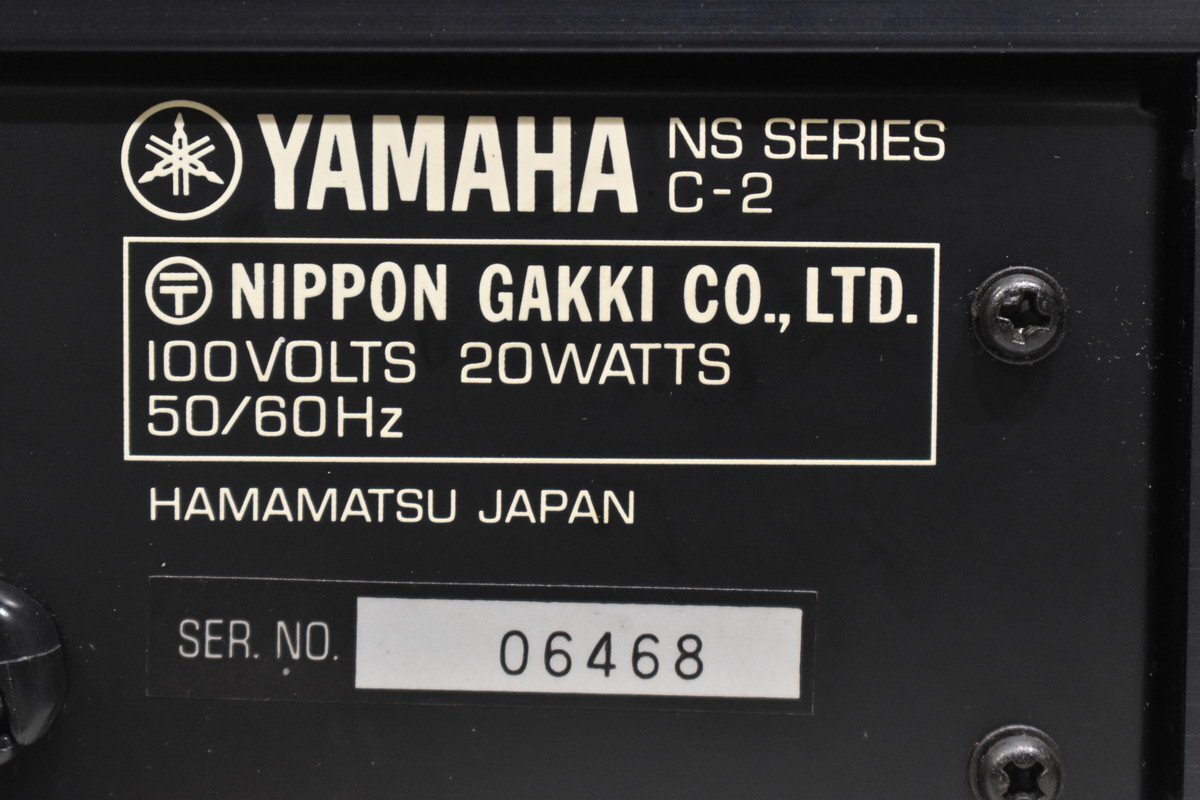 YAMAHA NS SERIES
C-2
〒 NIPPON GAKKI CO., LTD.
100VOLTS 20WATTS
50/60Hz
HAMAMATSU JAPAN
SER. NO. 06468